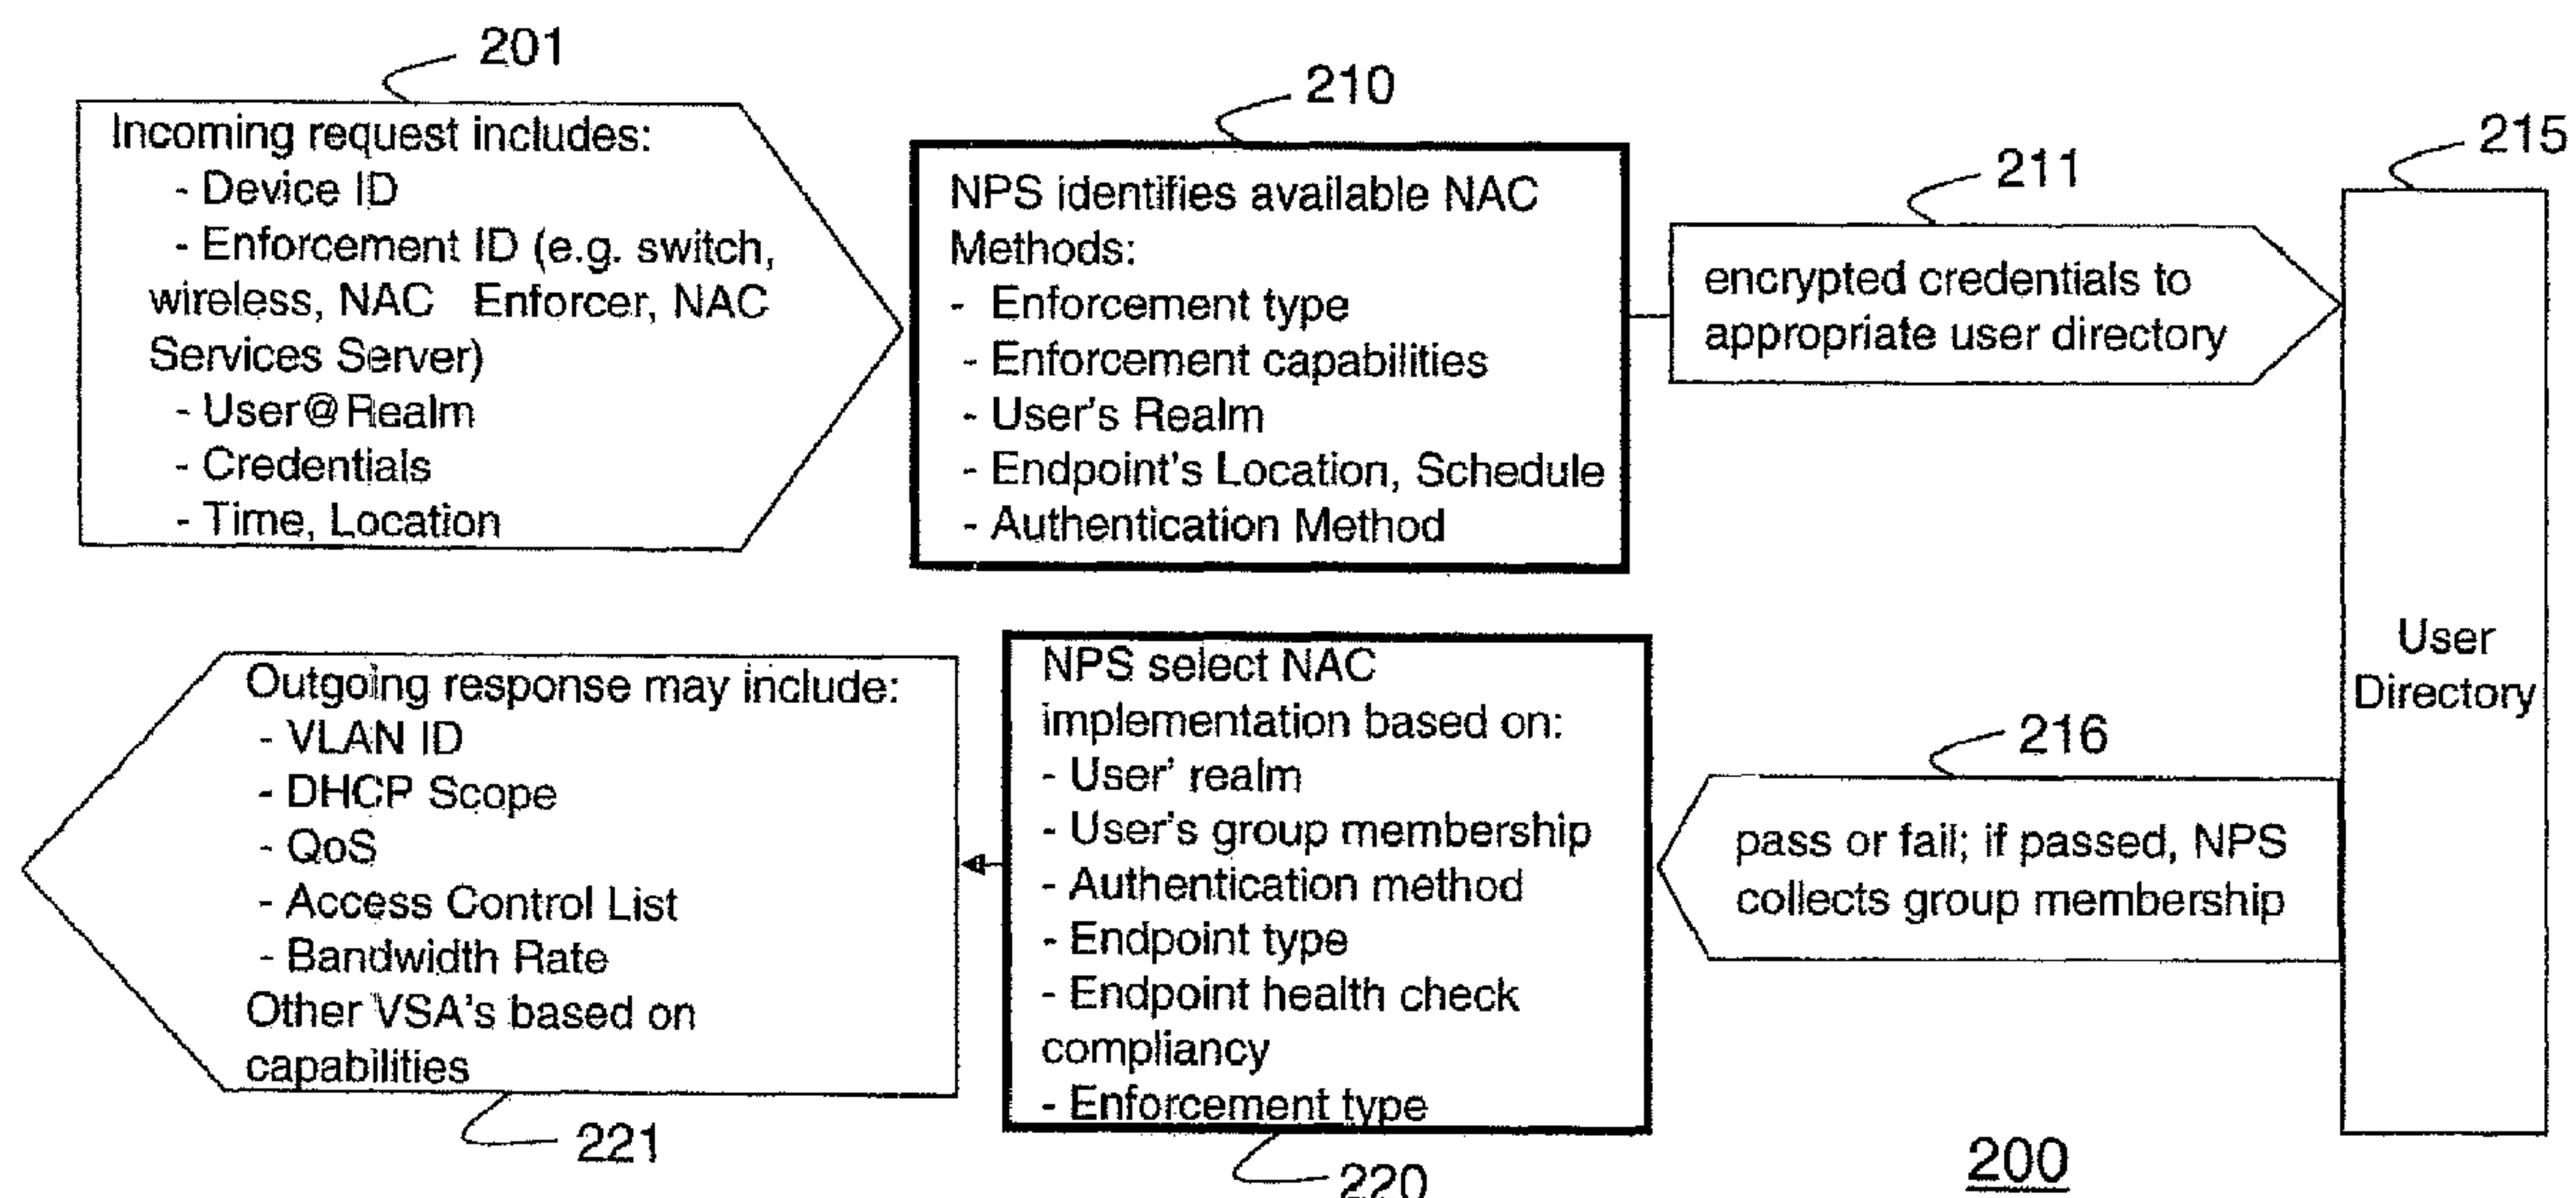 201
Incoming request includes:
- Device ID
- Enforcement ID (e.g. switch,
wireless, NAC Enforcer, NAC
Services Server)
- User@Realm
- Credentials
- Time, Location
210
NPS identifies available NAC
Methods:
- Enforcement type
- Enforcement capabilities
- User's Realm
- Endpoint's Location, Schedule
- Authentication Method
211
encrypted credentials to
appropriate user directory
215
User
Directory
216
pass or fail; if passed, NPS
collects group membership
NPS select NAC
implementation based on:
- User' realm
- User's group membership
- Authentication method
- Endpoint type
- Endpoint health check
compliancy
- Enforcement type
220
Outgoing response may include:
- VLAN ID
- DHCP Scope
- QoS
- Access Control List
- Bandwidth Rate
Other VSA's based on
capabilities
221
200